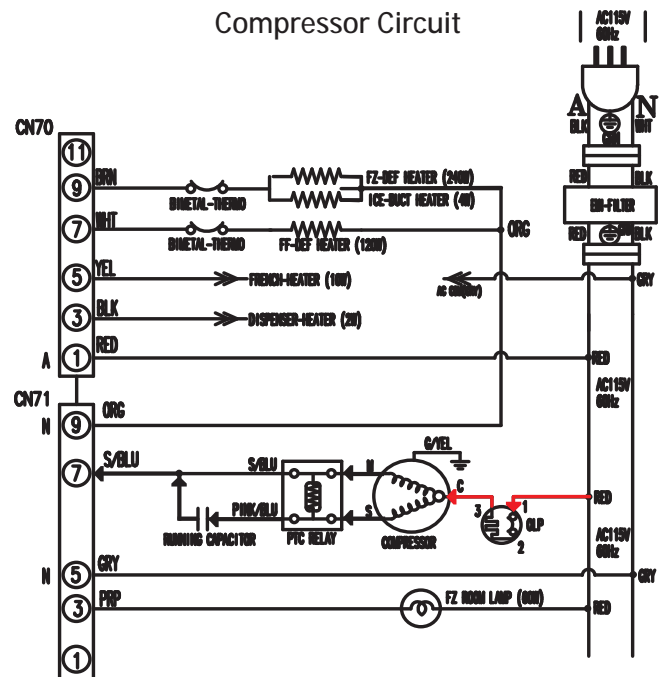 Compressor Circuit
AC115V
60Hz
A N
BLK WHT
CN70
RED BLK
11
9 BRN
FZ-DEF HEATER (240W)
BIMETAL-THERMO
ICE-DUCT HEATER (4W)
EMI-FILTER
7 WHT
ORG
BIMETAL-THERMO
FF-DEF HEATER (120W)
RED BLK
5 YEL
FRENCH-HEATER (16W)
GRY
3 BLK
DISPENSER-HEATER (2W)
A 1 RED
RED
CN71
AC115V
60Hz
N 9 ORG
G/YEL
7 S/BLU
S/BLU
M
C
3 1
RED
PINK/BLU
S
OLP
2
RUNNING CAPACITOR
PTC RELAY
COMPRESSOR
AC115V
60Hz
N 5 GRY
GRY
3 PRP
FZ ROOM LAMP (60W)
RED
1